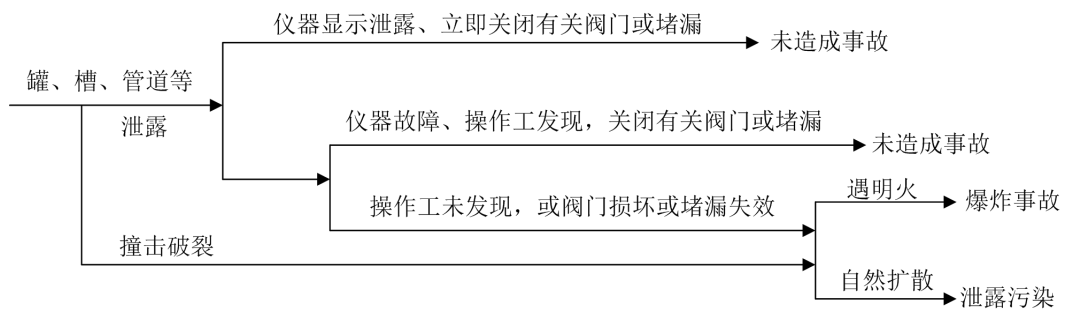 仪器显示泄露、立即关闭有关阀门或堵漏
未造成事故
罐、槽、管道等
泄露
仪器故障、操作工发现，关闭有关阀门或堵漏
未造成事故
操作工未发现，或阀门损坏或堵漏失效
遇明火
爆炸事故
撞击破裂
自然扩散
泄露污染